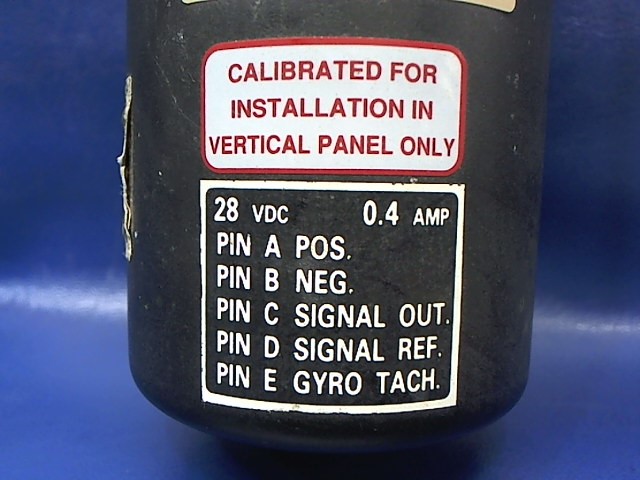 CALIBRATED FOR
INSTALLATION IN
VERTICAL PANEL ONLY
28 VDC 0.4 AMP
PIN A POS.
PIN B NEG.
PIN C SIGNAL OUT.
PIN D SIGNAL REF.
PIN E GYRO TACH.